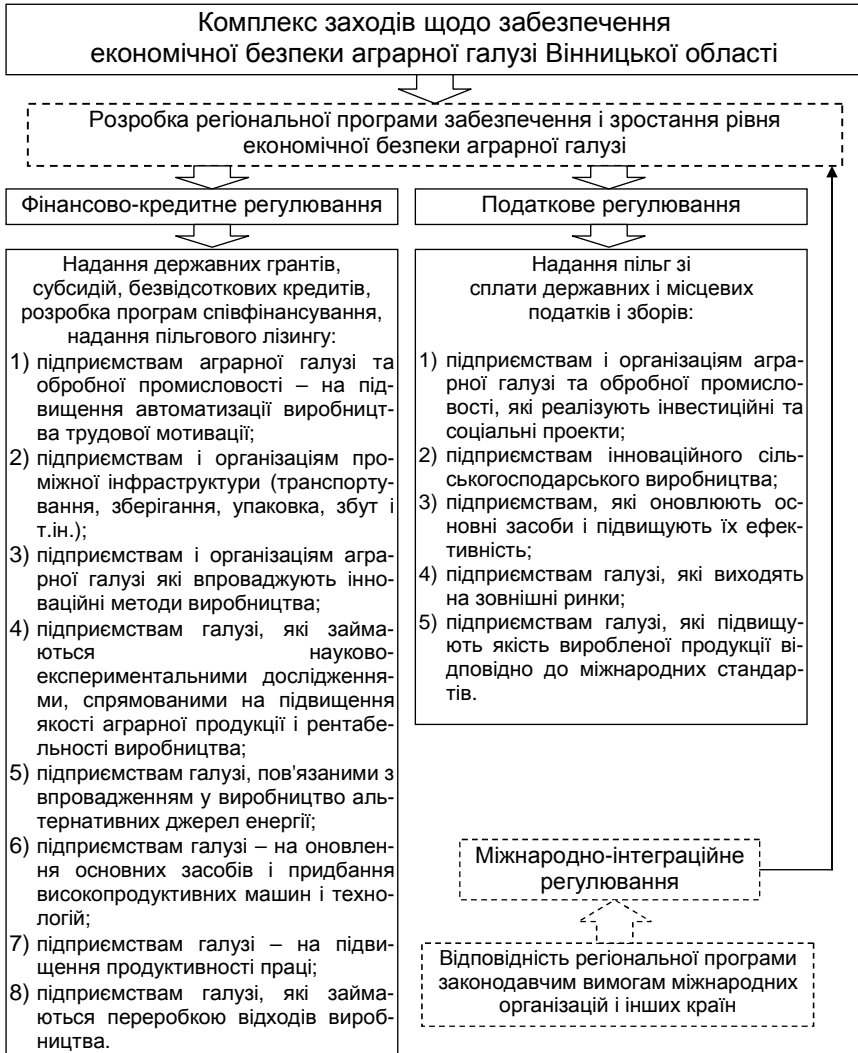 Комплекс заходів щодо забезпечення
економічної безпеки аграрної галузі Вінницької області
Розробка регіональної програми забезпечення і зростання рівня
економічної безпеки аграрної галузі
Фінансово-кредитне регулювання
Надання державних грантів,
субсидій, безвідсоткових кредитів,
розробка програм співфінансування,
надання пільгового лізингу:
1) підприємствам аграрної галузі та
обробної промисловості – на під-
вищення автоматизації виробницт-
ва трудової мотивації;
2) підприємствам і організаціям про-
міжної інфраструктури (транспорту-
вання, зберігання, упаковка, збут і
т.ін.);
3) підприємствам і організаціям агра-
рної галузі які впроваджують інно-
ваційні методи виробництва;
4) підприємствам галузі, які займа-
ються науково-
експериментальними дослідження-
ми, спрямованими на підвищення
якості аграрної продукції і рентабе-
льності виробництва;
5) підприємствам галузі, пов'язаними з
впровадженням у виробництво аль-
тернативних джерел енергії;
6) підприємствам галузі – на оновлен-
ня основних засобів і придбання
високопродуктивних машин і техно-
логій;
7) підприємствам галузі – на підви-
щення продуктивності праці;
8) підприємствам галузі, які займа-
ються переробкою відходів вироб-
ництва.
Податкове регулювання
Надання пільг зі
сплати державних і місцевих
податків і зборів:
1) підприємствам і організаціям агра-
рної галузі та обробної промисло-
вості, які реалізують інвестиційні та
соціальні проекти;
2) підприємствам інноваційного сіль-
ськогосподарського виробництва;
3) підприємствам, які оновлюють ос-
новні засоби і підвищують їх ефек-
тивність;
4) підприємствам галузі, які виходять
на зовнішні ринки;
5) підприємствам галузі, які підвищу-
ють якість виробленої продукції ві-
дповідно до міжнародних стандар-
тів.
Міжнародно-інтеграційне
регулювання
Відповідність регіональної програми
законодавчим вимогам міжнародних
організацій і інших країн